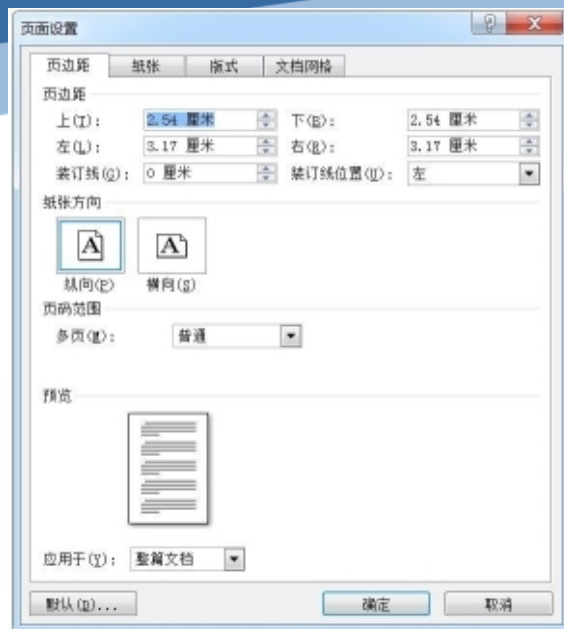 页面设置
页边距 纸张 版式 文档网格
页边距
上(T): 2.54 厘米 下(B): 2.54 厘米
左(L): 3.17 厘米 右(R): 3.17 厘米
装订线(G): 0 厘米 装订线位置(U): 左
纸张方向
A A
纵向(P) 横向(S)
页码范围
多页(M): 普通
预览
应用于(Y): 整篇文档
默认(D)... 确定 取消